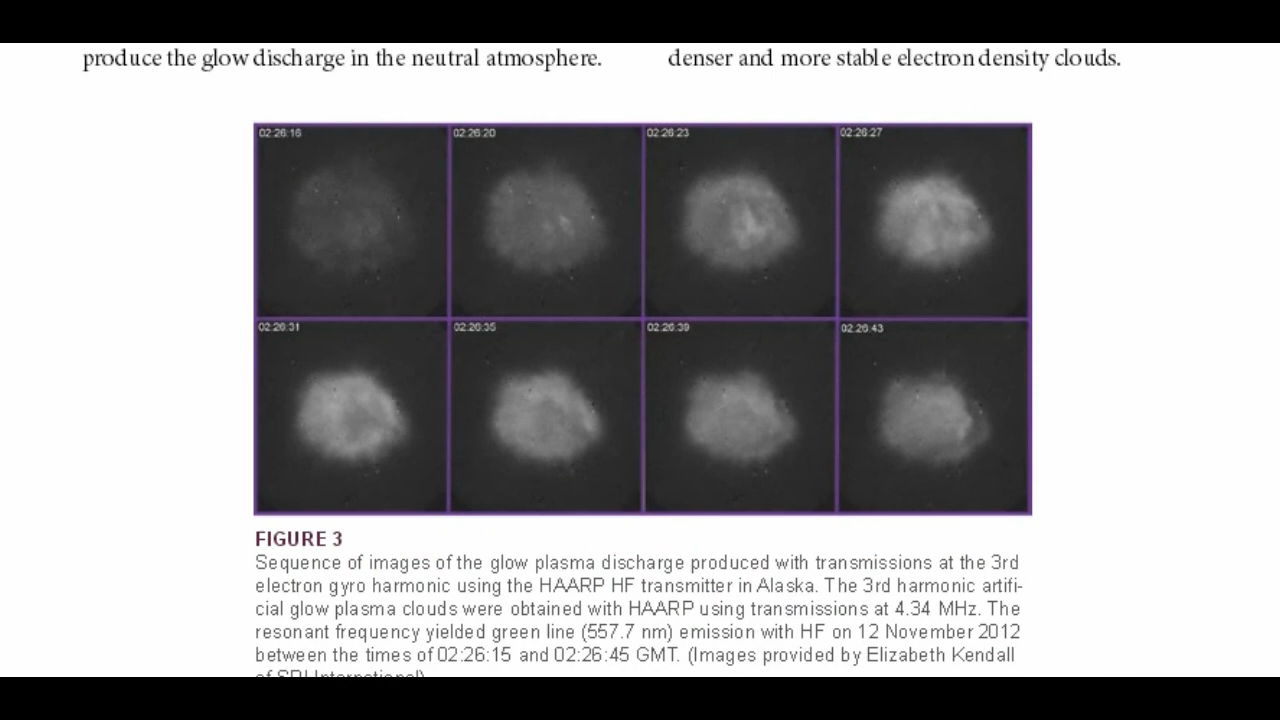 produce the glow discharge in the neutral atmosphere.
denser and more stable electron density clouds.
02:26:16
02:26:20
02:26:23
02:26:27
02:26:31
02:26:35
02:26:39
02:26:43
FIGURE 3
Sequence of images of the glow plasma discharge produced with transmissions at the 3rd
electron gyro harmonic using the HAARP HF transmitter in Alaska. The 3rd harmonic artifi-
cial glow plasma clouds were obtained with HAARP using transmissions at 4.34 MHz. The
resonant frequency yielded green line (557.7 nm) emission with HF on 12 November 2012
between the times of 02:26:15 and 02:26:45 GMT. (Images provided by Elizabeth Kendall
of SRI International)